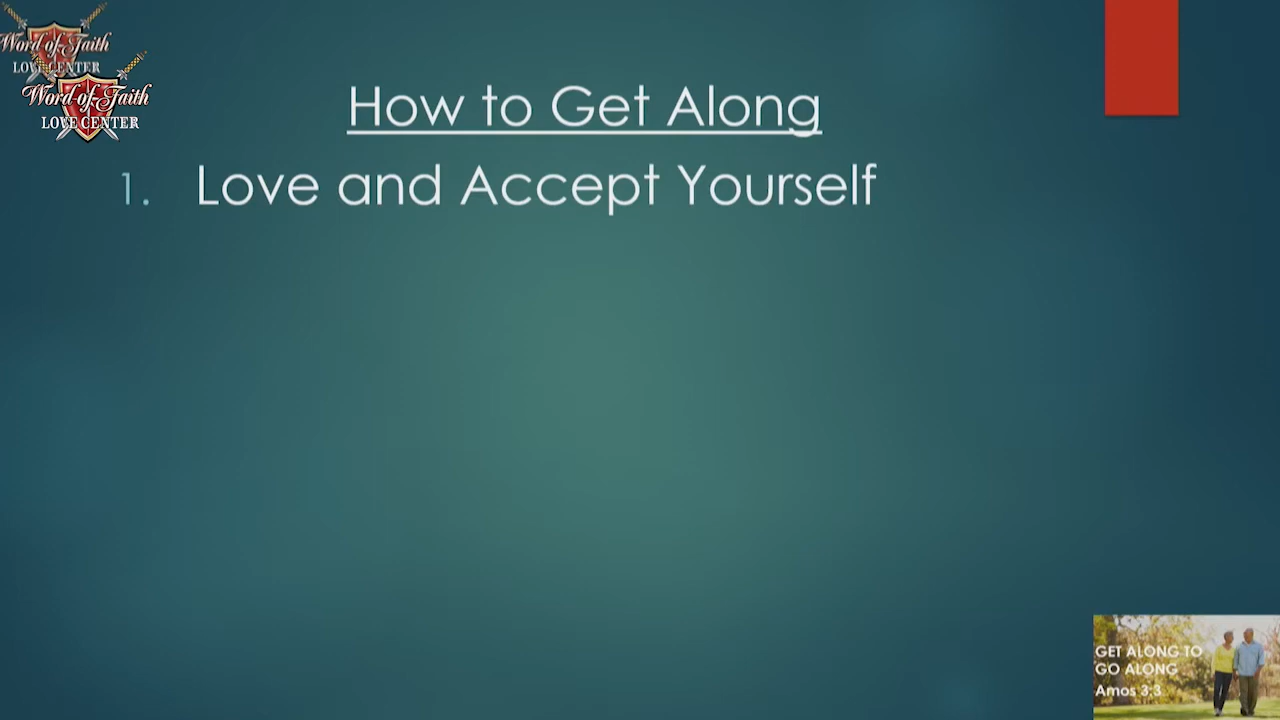 Word of Faith
LOVE CENTER
Word of Faith
LOVE CENTER
How to Get Along
1. Love and Accept Yourself
GET ALONG TO
GO ALONG
Amos 3:3